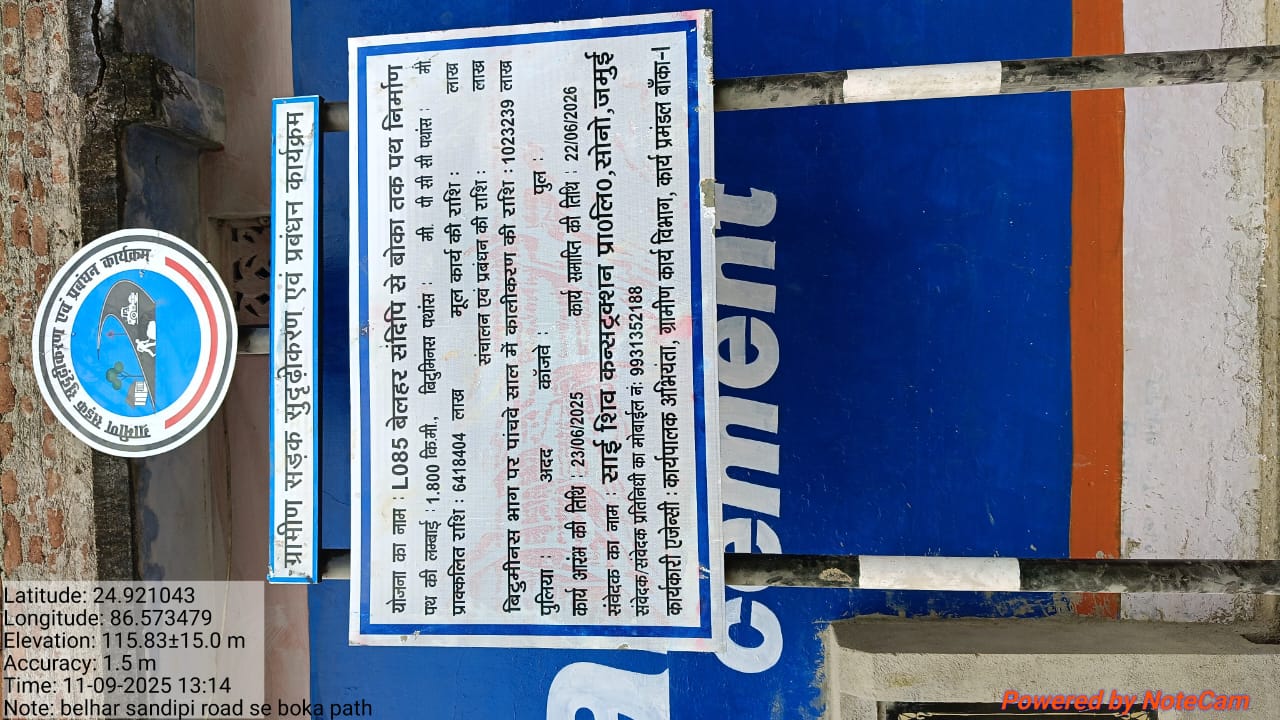 ग्रामीण सड़क सुदृढ़ीकरण एवं प्रबंधन कार्यक्रम
ग्रामीण सड़क सुदृढ़ीकरण एवं प्रबंधन कार्यक्रम
योजना का नाम : L085 बेलहर संदिपि से बोका तक पथ निर्माण
पथ की लम्बाई : 1.800 कि.मी., बिटुमिनस पथांस : मी. पी सी सी पथांस : मी.
प्राक्कलित राशि : 6418404 लाख मूल कार्य की राशि : लाख
संचालन एवं प्रबंधन की राशि : लाख
बिटुमीनस भाग पर पांचवे साल में कालीकरण की राशि : 1023239 लाख
पुलिया : अदद कॉजवे : पुल :
कार्य आरम की तिथि : 23/06/2025 कार्य समाप्ति की तिथि : 22/06/2026
संवेदक का नाम : साई शिव कन्सट्रक्शन प्रा0लि0,सोनो,जमुई
संवेदक/संवेदक प्रतिनिधी का मोबाईल नं: 9931352188
कार्यकारी एजेन्सी : कार्यपालक अभियंता, ग्रामीण कार्य विभाग, कार्य प्रमंडल बाँका-I
cement
Latitude: 24.921043
Longitude: 86.573479
Elevation: 115.83±15.0 m
Accuracy: 1.5 m
Time: 11-09-2025 13:14
Note: belhar sandipi road se boka path
Powered by NoteCam